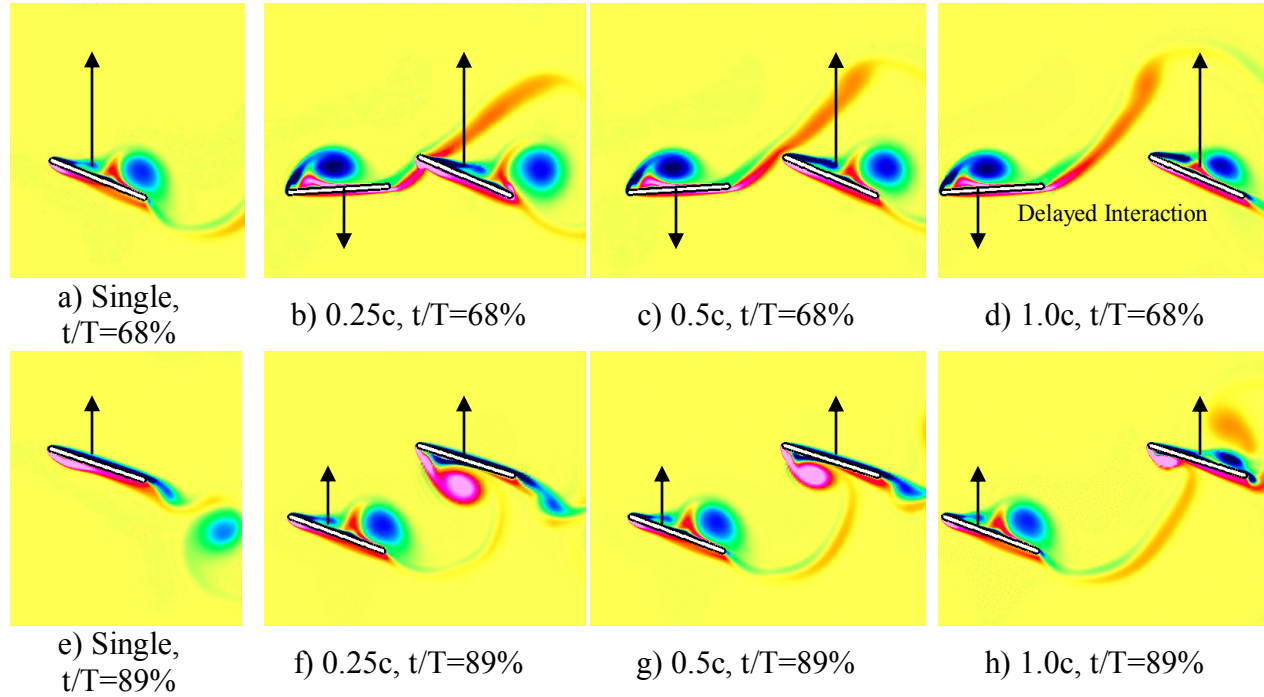 Delayed Interaction
a) Single,
t/T=68%
b) 0.25c, t/T=68%
c) 0.5c, t/T=68%
d) 1.0c, t/T=68%
e) Single,
t/T=89%
f) 0.25c, t/T=89%
g) 0.5c, t/T=89%
h) 1.0c, t/T=89%